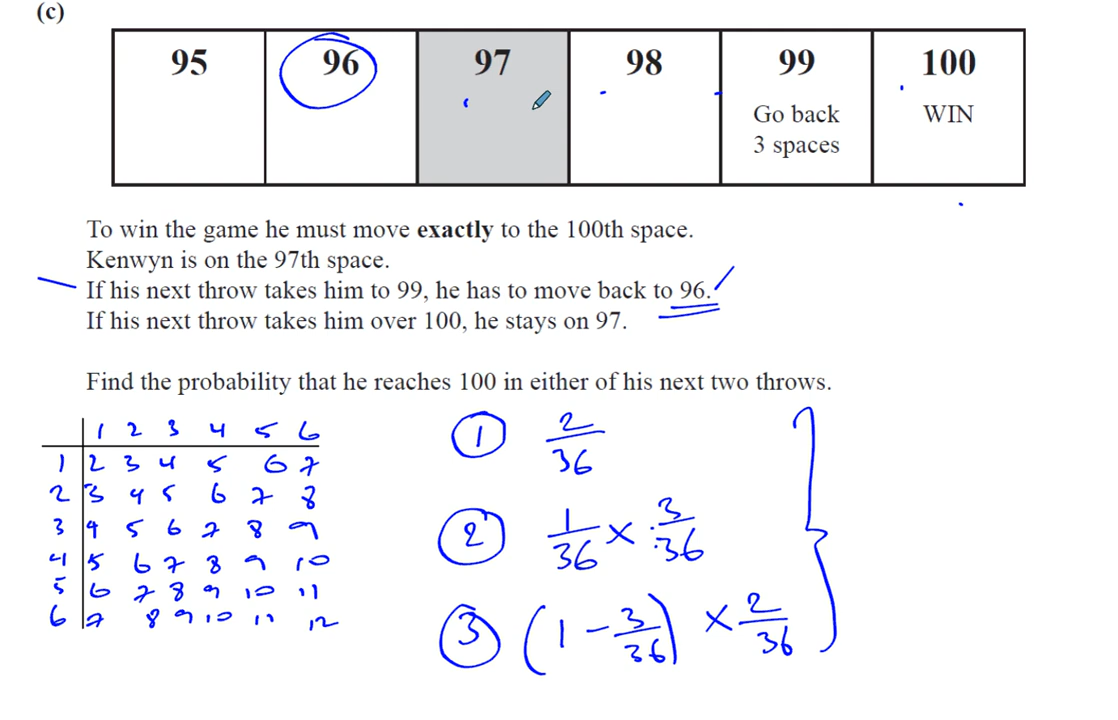 (c)
95 96 97 98 99 100
Go back WIN
3 spaces
To win the game he must move exactly to the 100th space.
Kenwyn is on the 97th space.
If his next throw takes him to 99, he has to move back to 96.
If his next throw takes him over 100, he stays on 97.
Find the probability that he reaches 100 in either of his next two throws.
1 2 3 4 5 6
1 2 3 4 5 6 7
2 3 4 5 6 7 8
3 4 5 6 7 8 9
4 5 6 7 8 9 10
5 6 7 8 9 10 11
6 7 8 9 10 11 12
1 2/36
2 1/36 × 3/36
3 (1 - 3/36) × 2/36